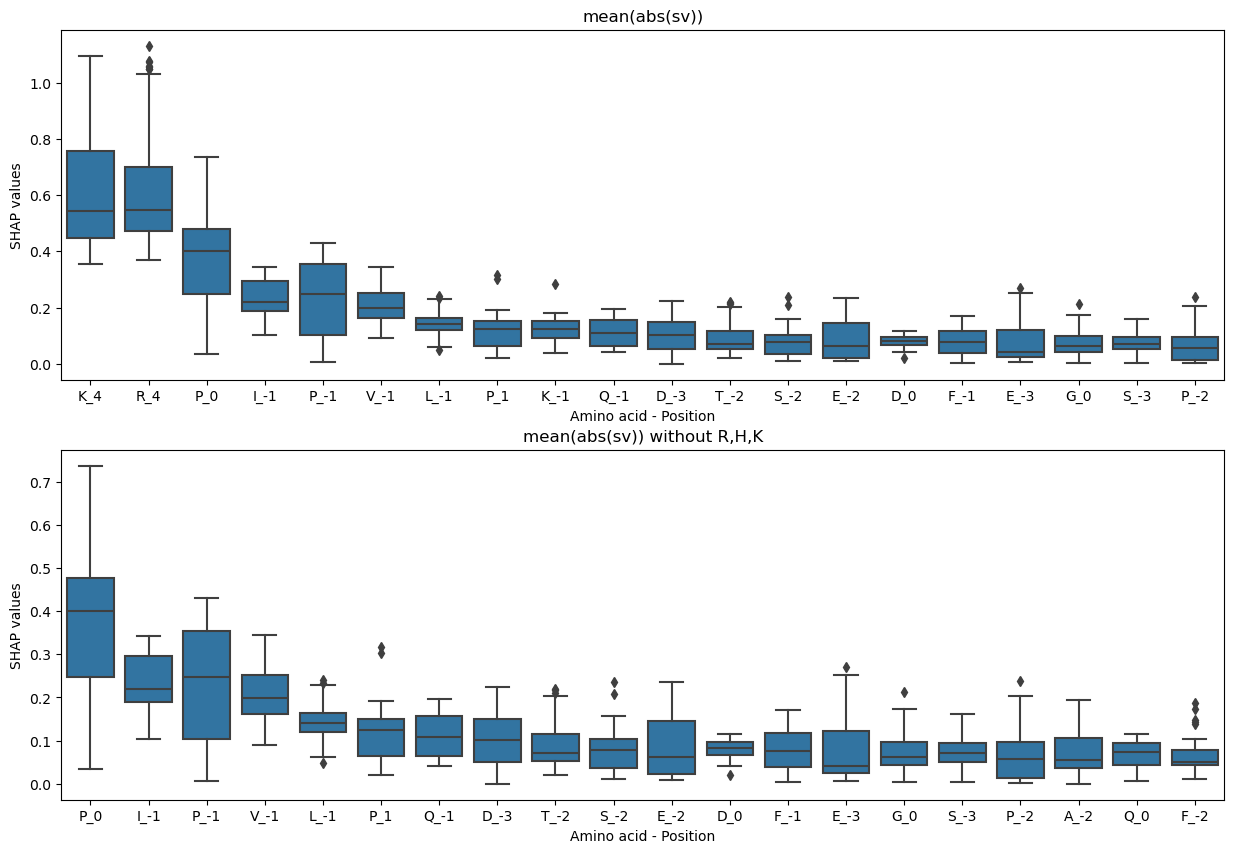 mean(abs(sv))
SHAP values
1.0
0.8
0.6
0.4
0.2
0.0
K_4 R_4 P_0 I_-1 P_-1 V_-1 L_-1 P_1 K_-1 Q_-1 D_-3 T_-2 S_-2 E_-2 D_0 F_-1 E_-3 G_0 S_-3 P_-2
Amino acid - Position
mean(abs(sv)) without R,H,K
SHAP values
0.7
0.6
0.5
0.4
0.3
0.2
0.1
0.0
P_0 I_-1 P_-1 V_-1 L_-1 P_1 Q_-1 D_-3 T_-2 S_-2 E_-2 D_0 F_-1 E_-3 G_0 S_-3 P_-2 A_-2 Q_0 F_-2
Amino acid - Position